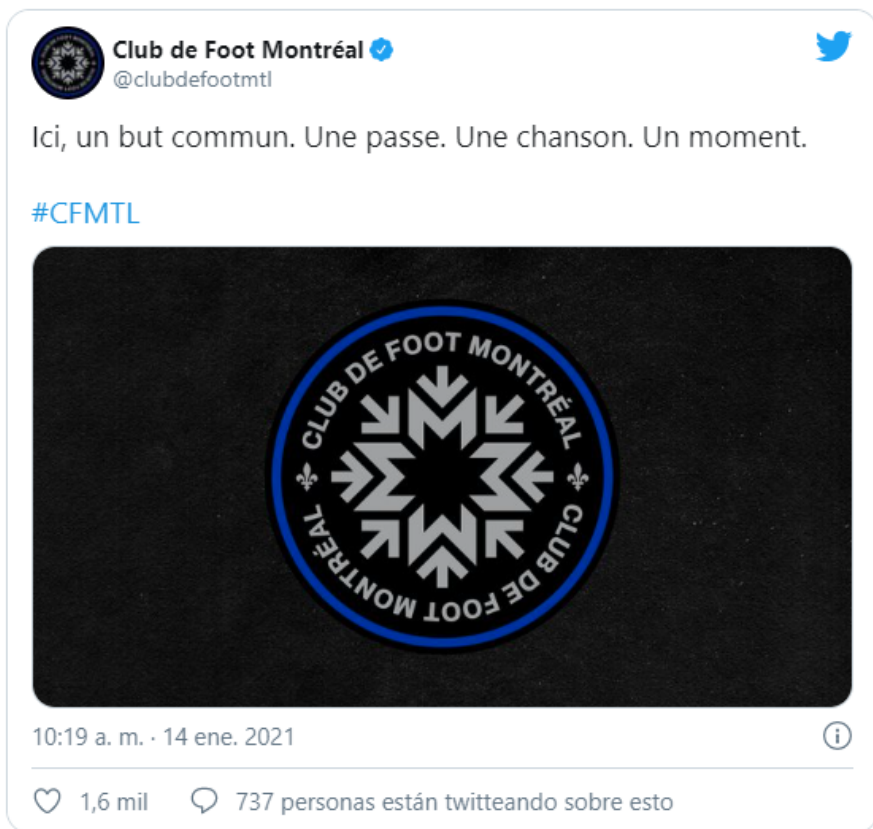 Club de Foot Montréal
@clubdefootmtl
Ici, un but commun. Une passe. Une chanson. Un moment.
#CFMTL
CLUB DE FOOT MONTRÉAL
CLUB DE FOOT MONTRÉAL
10:19 a. m. · 14 ene. 2021
1,6 mil 737 personas están twitteando sobre esto